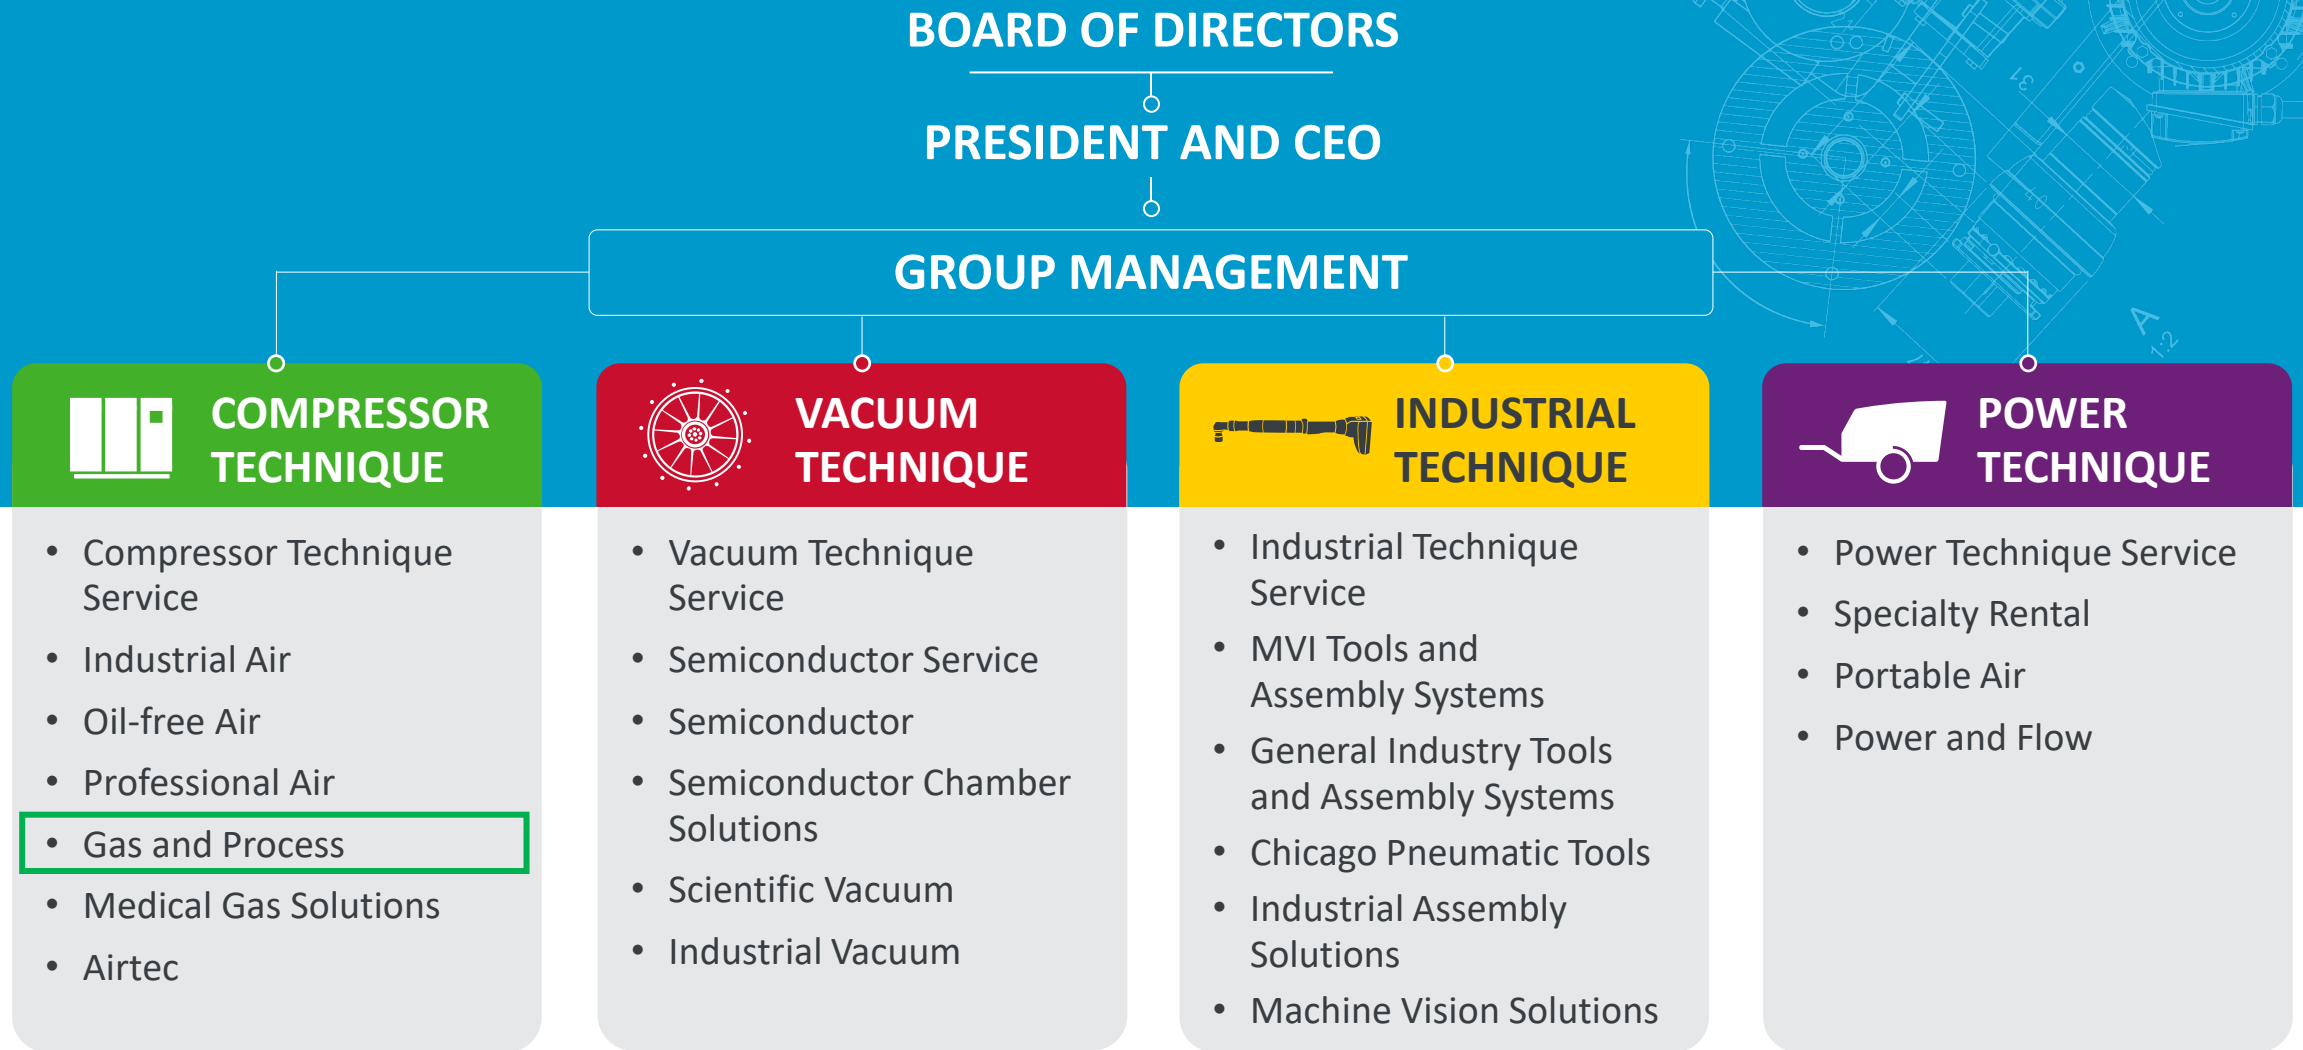 BOARD OF DIRECTORS
PRESIDENT AND CEO
GROUP MANAGEMENT
COMPRESSOR
TECHNIQUE
• Compressor Technique
Service
• Industrial Air
• Oil-free Air
• Professional Air
• Gas and Process
• Medical Gas Solutions
• Airtec
VACUUM
TECHNIQUE
• Vacuum Technique
Service
• Semiconductor Service
• Semiconductor
• Semiconductor Chamber
Solutions
• Scientific Vacuum
• Industrial Vacuum
INDUSTRIAL
TECHNIQUE
• Industrial Technique
Service
• MVI Tools and
Assembly Systems
• General Industry Tools
and Assembly Systems
• Chicago Pneumatic Tools
• Industrial Assembly
Solutions
• Machine Vision Solutions
POWER
TECHNIQUE
• Power Technique Service
• Specialty Rental
• Portable Air
• Power and Flow
31
A
1:2